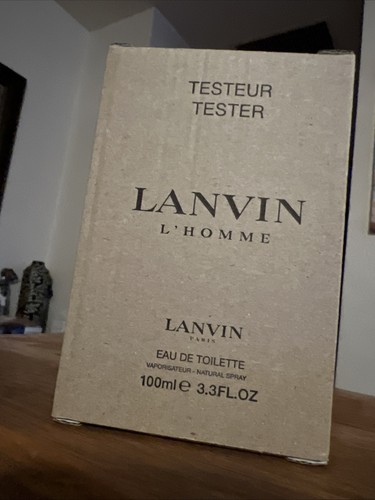 TESTEUR
TESTER
LANVIN
L'HOMME
LANVIN
PARIS
EAU DE TOILETTE
VAPORISATEUR - NATURAL SPRAY
100ml e 3.3FL.OZ